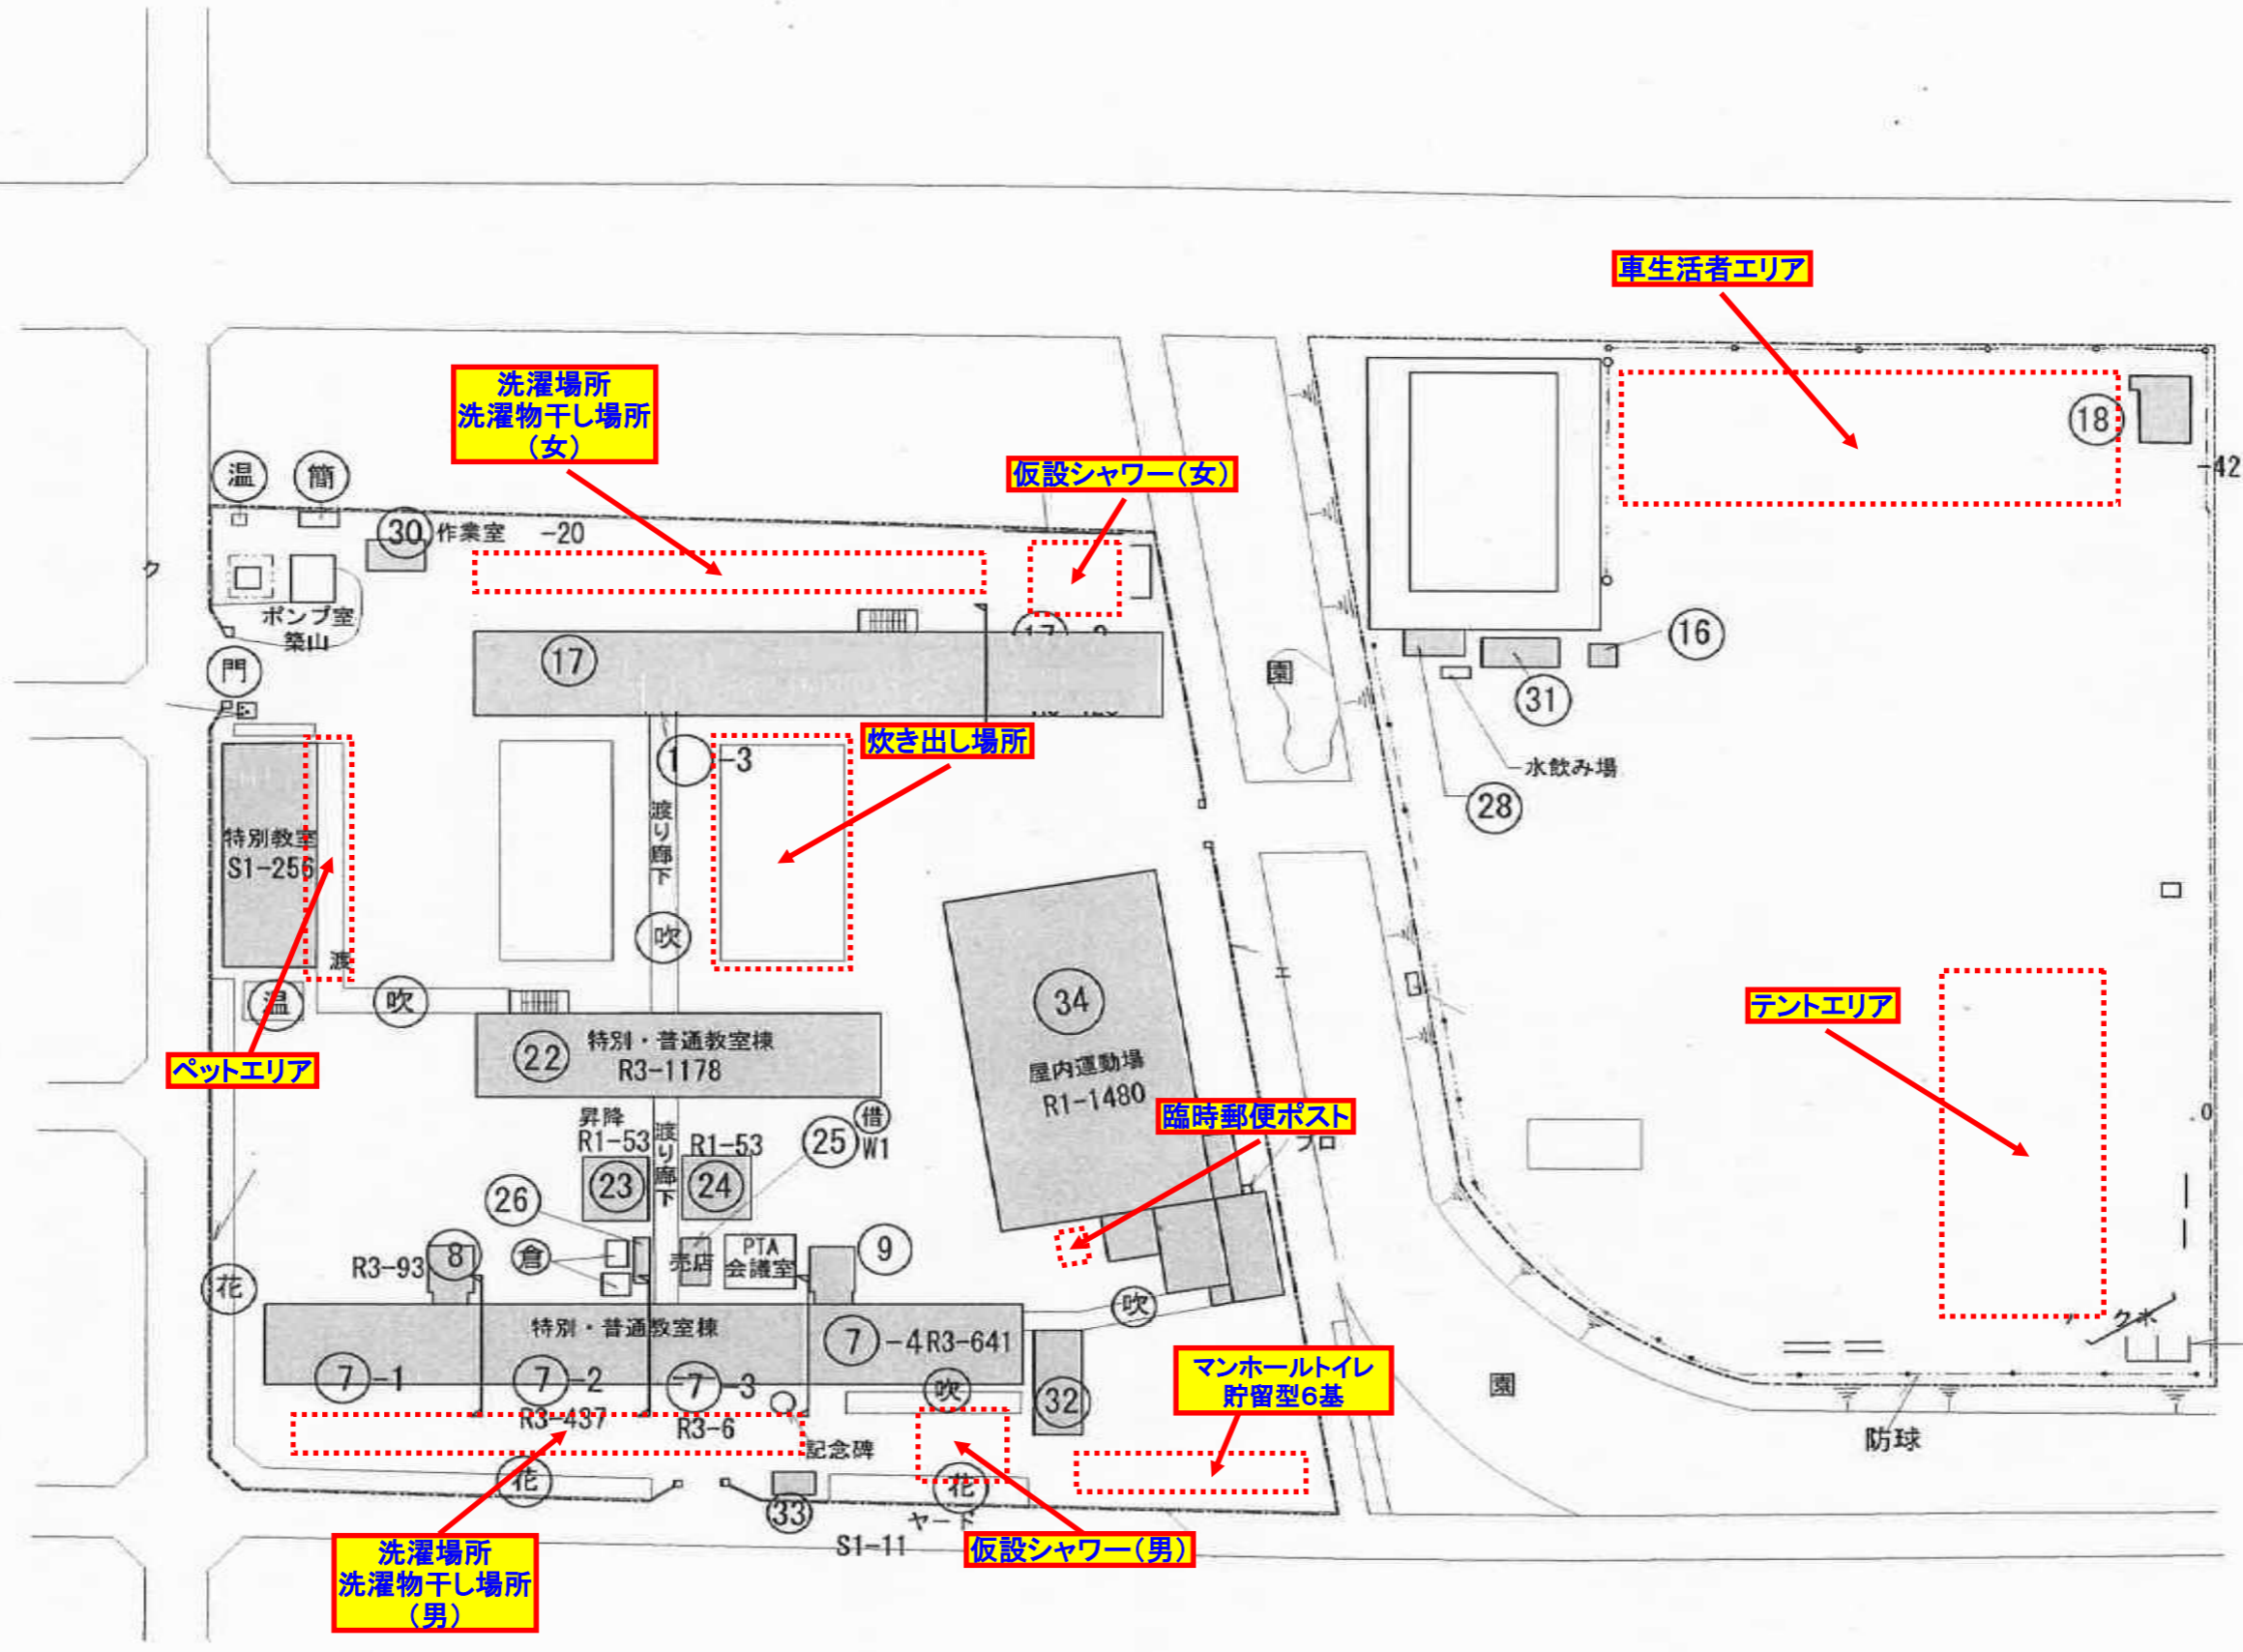 車生活者エリア
洗濯場所
洗濯物干し場所
（女）
仮設シャワー（女）
18
-42
温
簡
30
作業室
-20
ク
ポンプ室
築山
門
17
園
16
31
水飲み場
28
炊き出し場所
1
-3
渡り廊下
特別教室
S1-256
渡
吹
温
吹
34
屋内運動場
R1-1480
エ
テントエリア
ペットエリア
22
特別・普通教室棟
R3-1178
臨時郵便ポスト
プロ
昇降
R1-53
渡り廊下
R1-53
25
借
W1
23
24
26
倉
売店
PTA
会議室
9
R3-93
8
花
吹
特別・普通教室棟
7-1
7-2
R3-437
7-3
R3-6
7-4R3-641
吹
32
マンホールトイレ
貯留型6基
園
防球
記念碑
花
33
花
ヤード
S1-11
仮設シャワー（男）
洗濯場所
洗濯物干し場所
（男）